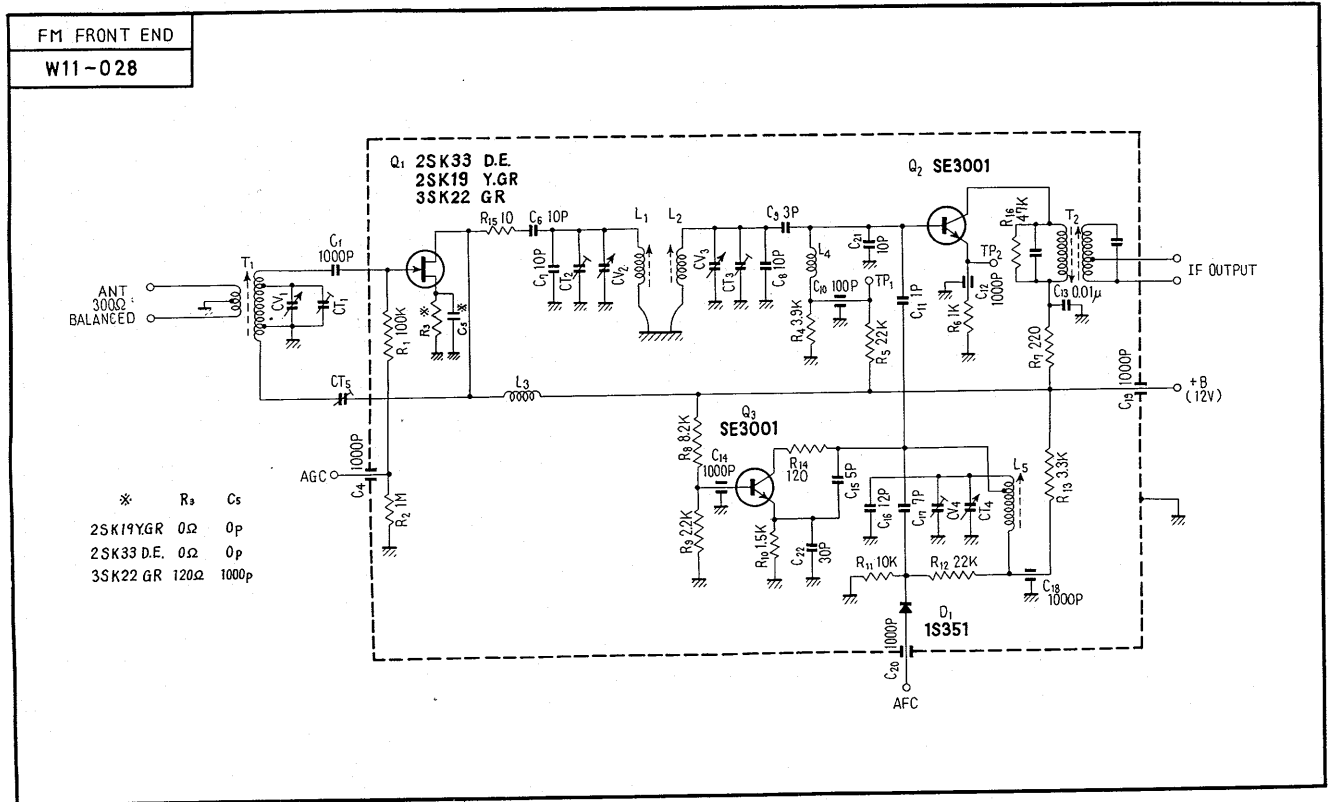 FM FRONT END
W11-028
Q1 2SK33 D.E.
2SK19 Y.GR
3SK22 GR
Q2 SE3001
R15 10
C6 10P
L1
L2
C9 3P
R16
47K
T2
C1
1000P
T1
ANT
300Ω
BALANCED
CV1
CT1
R1 100K
R3 ※
C5 ※
C7 10P
CT2
CV2
CV3
CT3
C8 10P
L4
C21
10P
C10 100P
TP1
R4 3.9K
R5 22K
C11 1P
TP2
C12
1000P
R6 1K
C13 0.01μ
R7 220
IF OUTPUT
CT5
L3
C19
1000P
+B
(12V)
AGC
C4
1000P
R2 1M
Q3
SE3001
R8 8.2K
C14
1000P
R14
120
C15 5P
R9 2.2K
R10 1.5K
C22
30P
C16 12P
C17 7P
CV4
CT4
L5
R13 3.3K
R11 10K
R12 22K
C18
1000P
D1
1S351
C20
1000P
AFC
※ R3 C5
2SK19Y.GR 0Ω 0p
2SK33 D.E. 0Ω 0p
3SK22 GR 120Ω 1000p